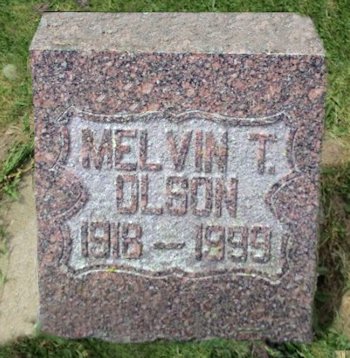 MELVIN T.
OLSON
1918 - 1999